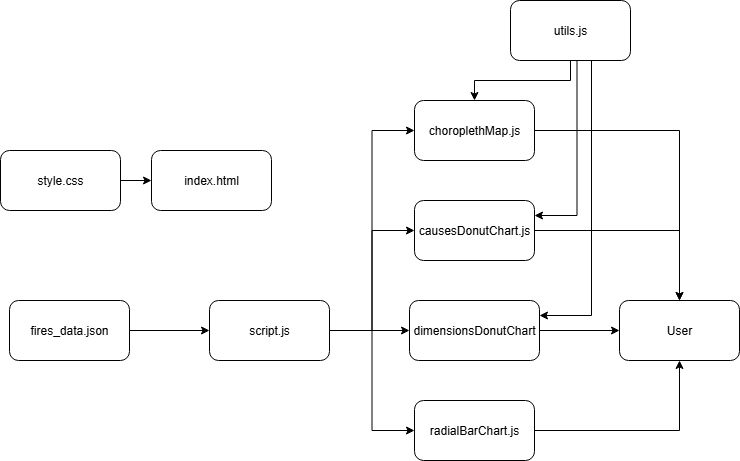 utils.js
choroplethMap.js
style.css
index.html
causesDonutChart.js
fires_data.json
script.js
dimensionsDonutChart
User
radialBarChart.js